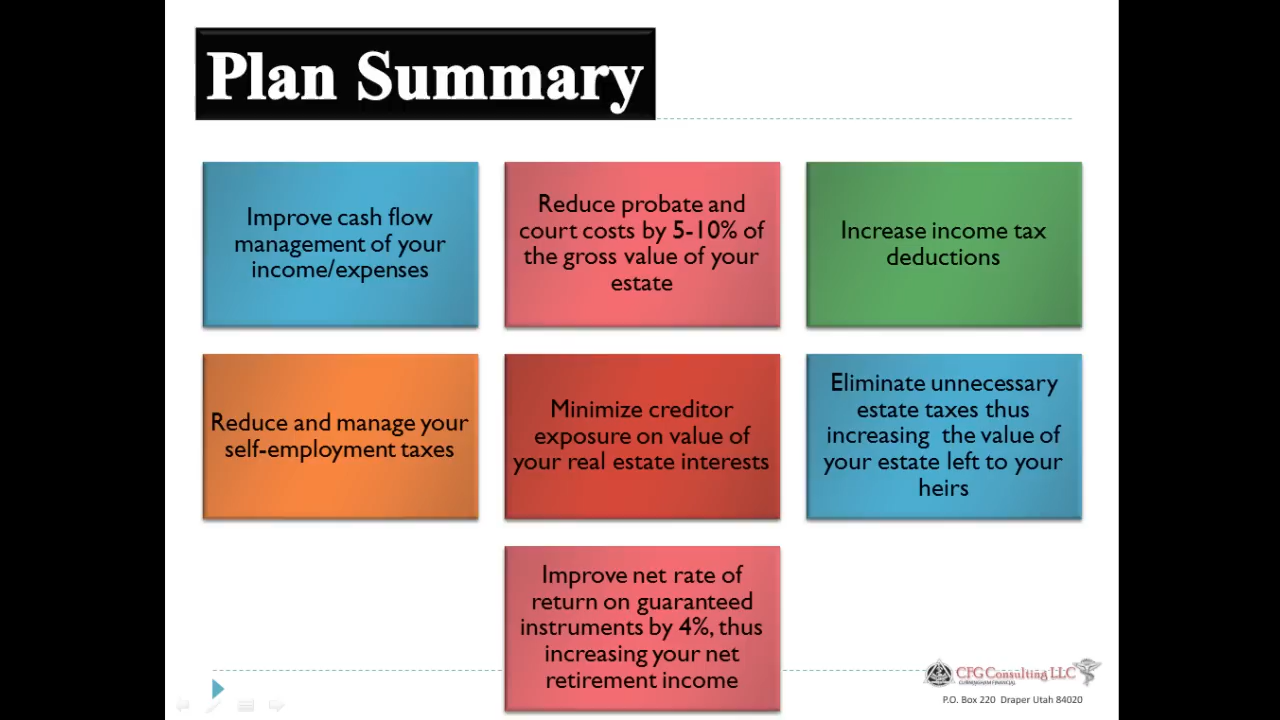 Plan Summary
Improve cash flow
management of your
income/expenses
Reduce probate and
court costs by 5-10% of
the gross value of your
estate
Increase income tax
deductions
Reduce and manage your
self-employment taxes
Minimize creditor
exposure on value of
your real estate interests
Eliminate unnecessary
estate taxes thus
increasing the value of
your estate left to your
heirs
Improve net rate of
return on guaranteed
instruments by 4%, thus
increasing your net
retirement income
CFG Consulting LLC
P.O. Box 220 Draper Utah 84020